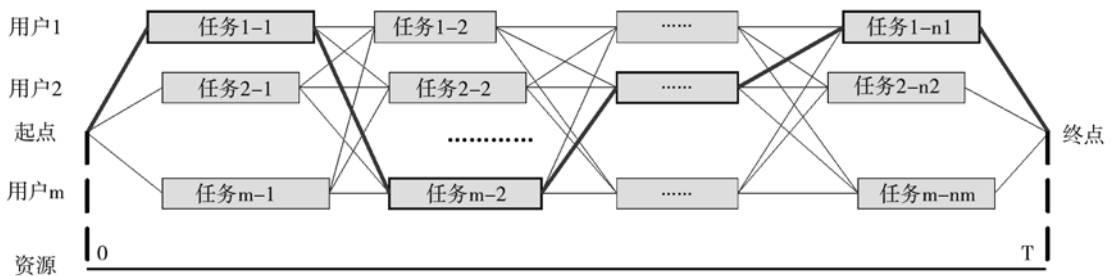 用户1 任务1-1 任务1-2 …… 任务1-n1
用户2 任务2-1 任务2-2 …… 任务2-n2
起点 ………… 终点
用户m 任务m-1 任务m-2 …… 任务m-nm
0 T
资源